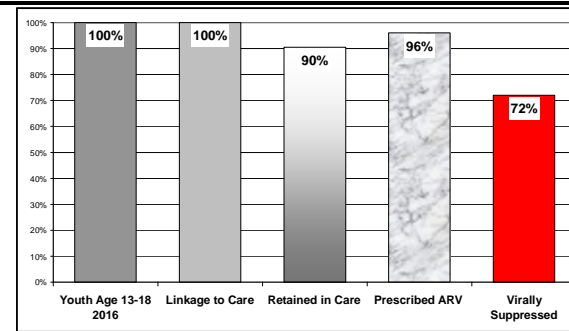 100%
90%
80%
70%
60%
50%
40%
30%
20%
10%
0%
100%
100%
90%
96%
72%
Youth Age 13-18
2016
Linkage to Care
Retained in Care
Prescribed ARV
Virally
Suppressed